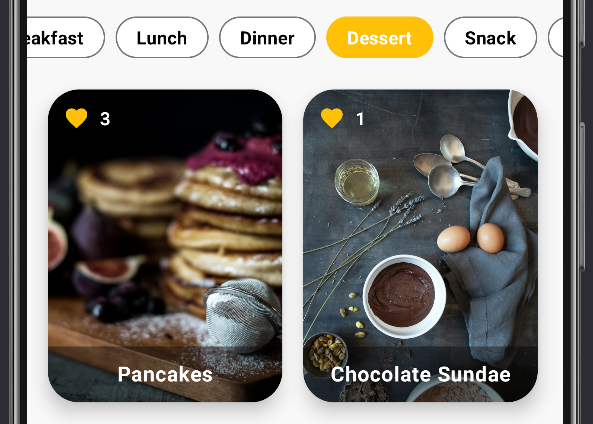 eakfast Lunch Dinner Dessert Snack
3 1
Pancakes Chocolate Sundae